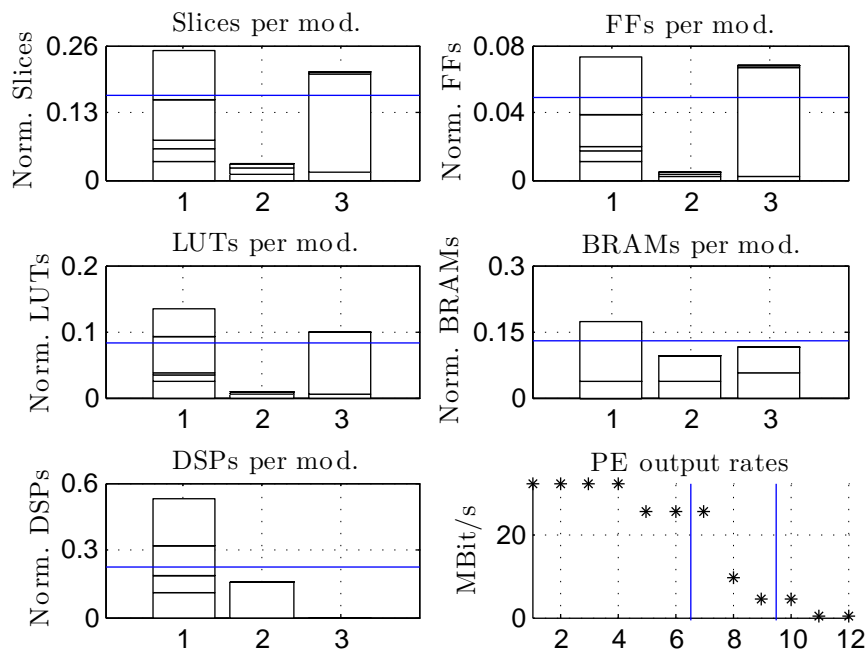 Slices per mod.
Norm. Slices
0.26
0.13
0
1 2 3
FFs per mod.
Norm. FFs
0.08
0.04
0
1 2 3
LUTs per mod.
Norm. LUTs
0.2
0.1
0
1 2 3
BRAMs per mod.
Norm. BRAMs
0.3
0.15
0
1 2 3
DSPs per mod.
Norm. DSPs
0.6
0.3
0
1 2 3
PE output rates
MBit/s
20
0
2 4 6 8 10 12